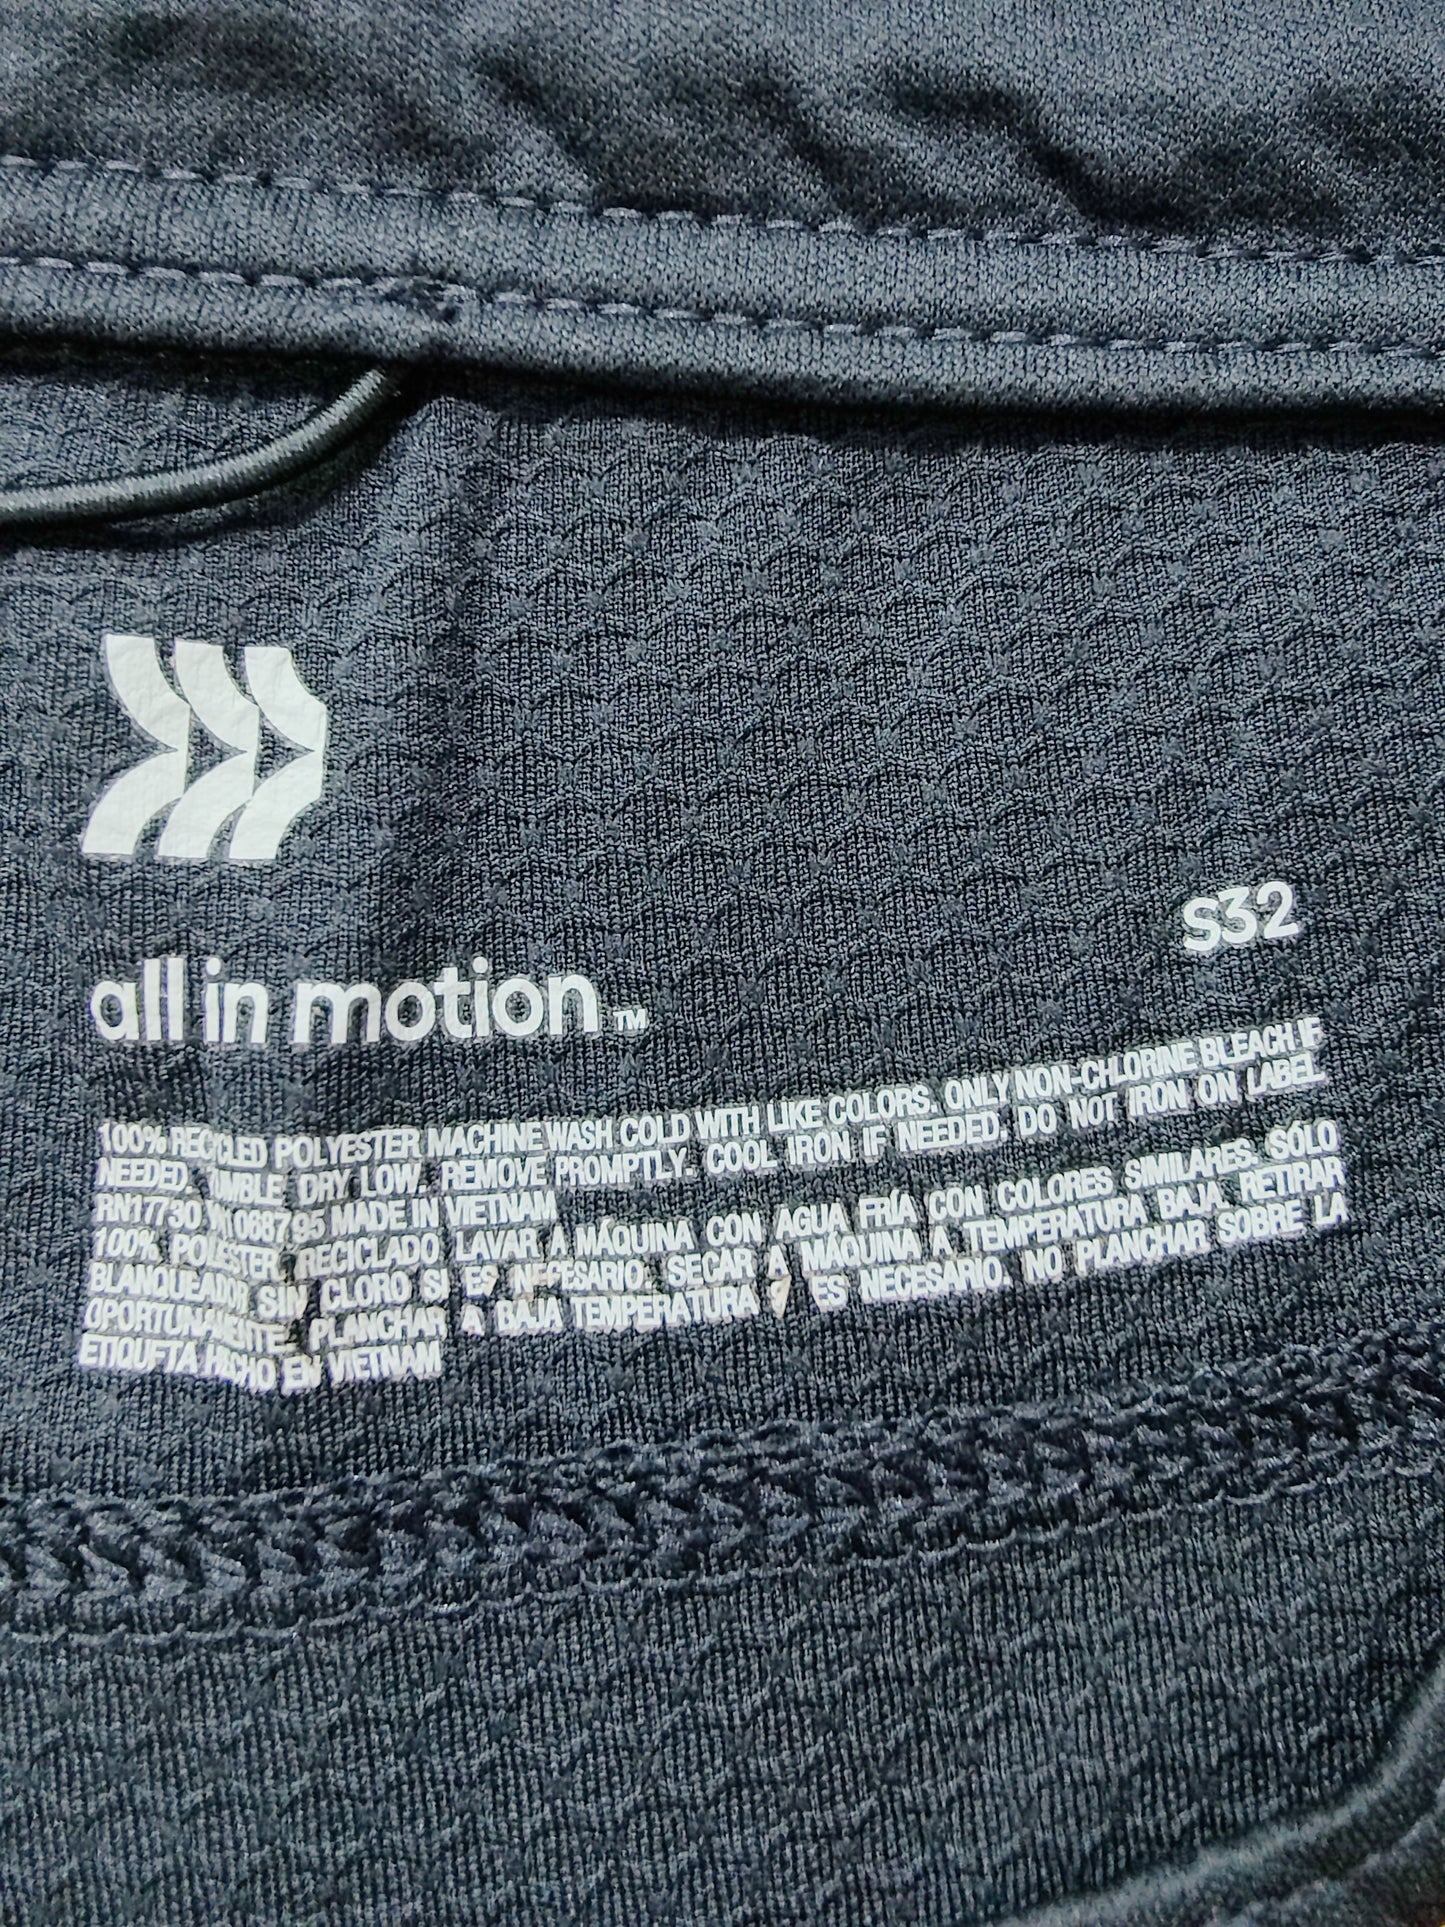 S32
all in motion™
100% RECYCLED POLYESTER MACHINE WASH COLD WITH LIKE COLORS. ONLY NON-CHLORINE BLEACH IF
NEEDED. TUMBLE DRY LOW. REMOVE PROMPTLY. COOL IRON IF NEEDED. DO NOT IRON ON LABEL
RN17730 068795 MADE IN VIETNAM
100% POLIÉSTER RECICLADO LAVAR A MÁQUINA CON AGUA FRÍA CON COLORES SIMILARES. SÓLO
BLANQUEADOR SIN CLORO SI ES NECESARIO. SECAR A MÁQUINA A TEMPERATURA BAJA. RETIRAR
OPORTUNAMENTE. PLANCHAR A BAJA TEMPERATURA ES NECESARIO. NO PLANCHAR SOBRE LA
ETIQUETA HECHO EN VIETNAM